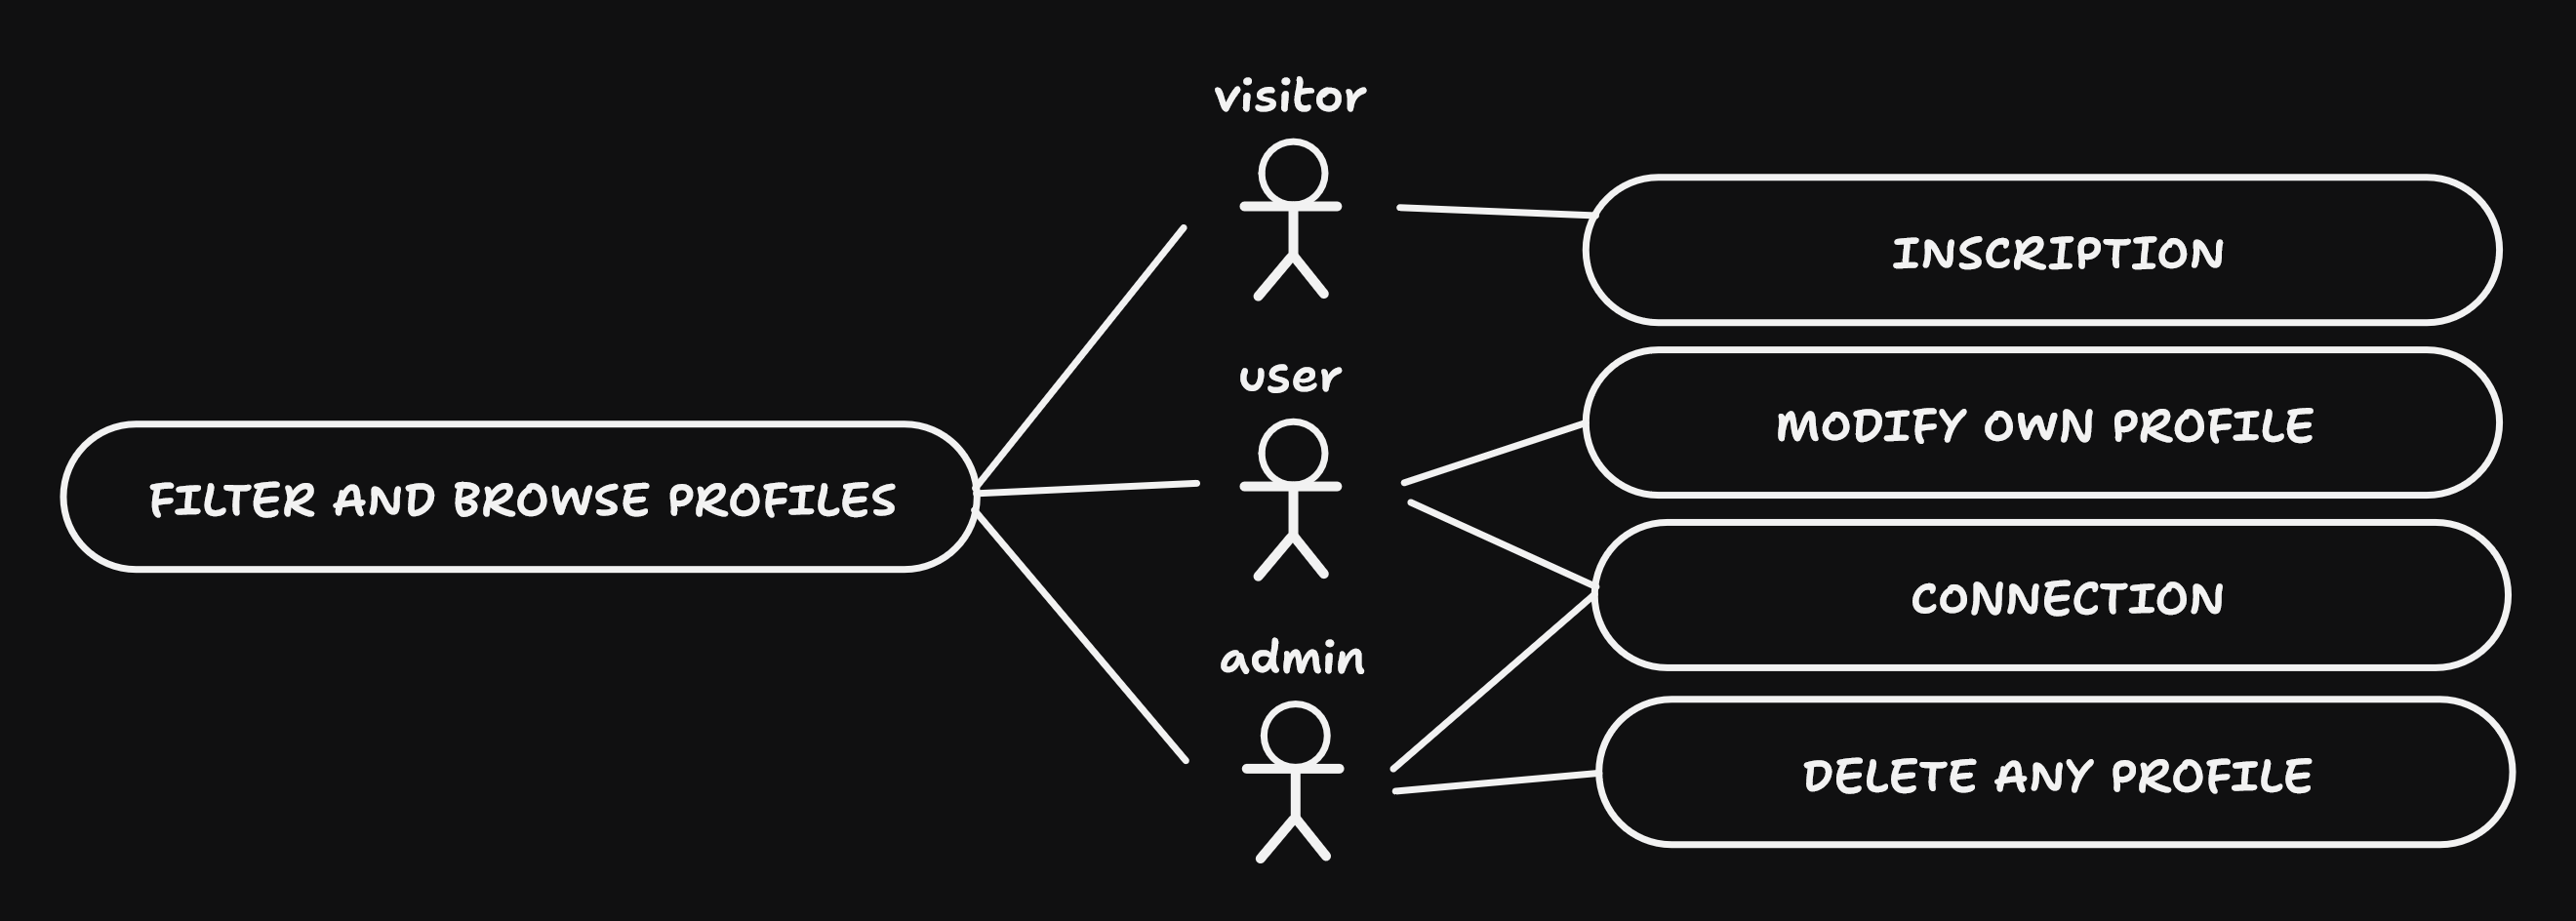 visitor
INSCRIPTION
user
MODIFY OWN PROFILE
FILTER AND BROWSE PROFILES
CONNECTION
admin
DELETE ANY PROFILE